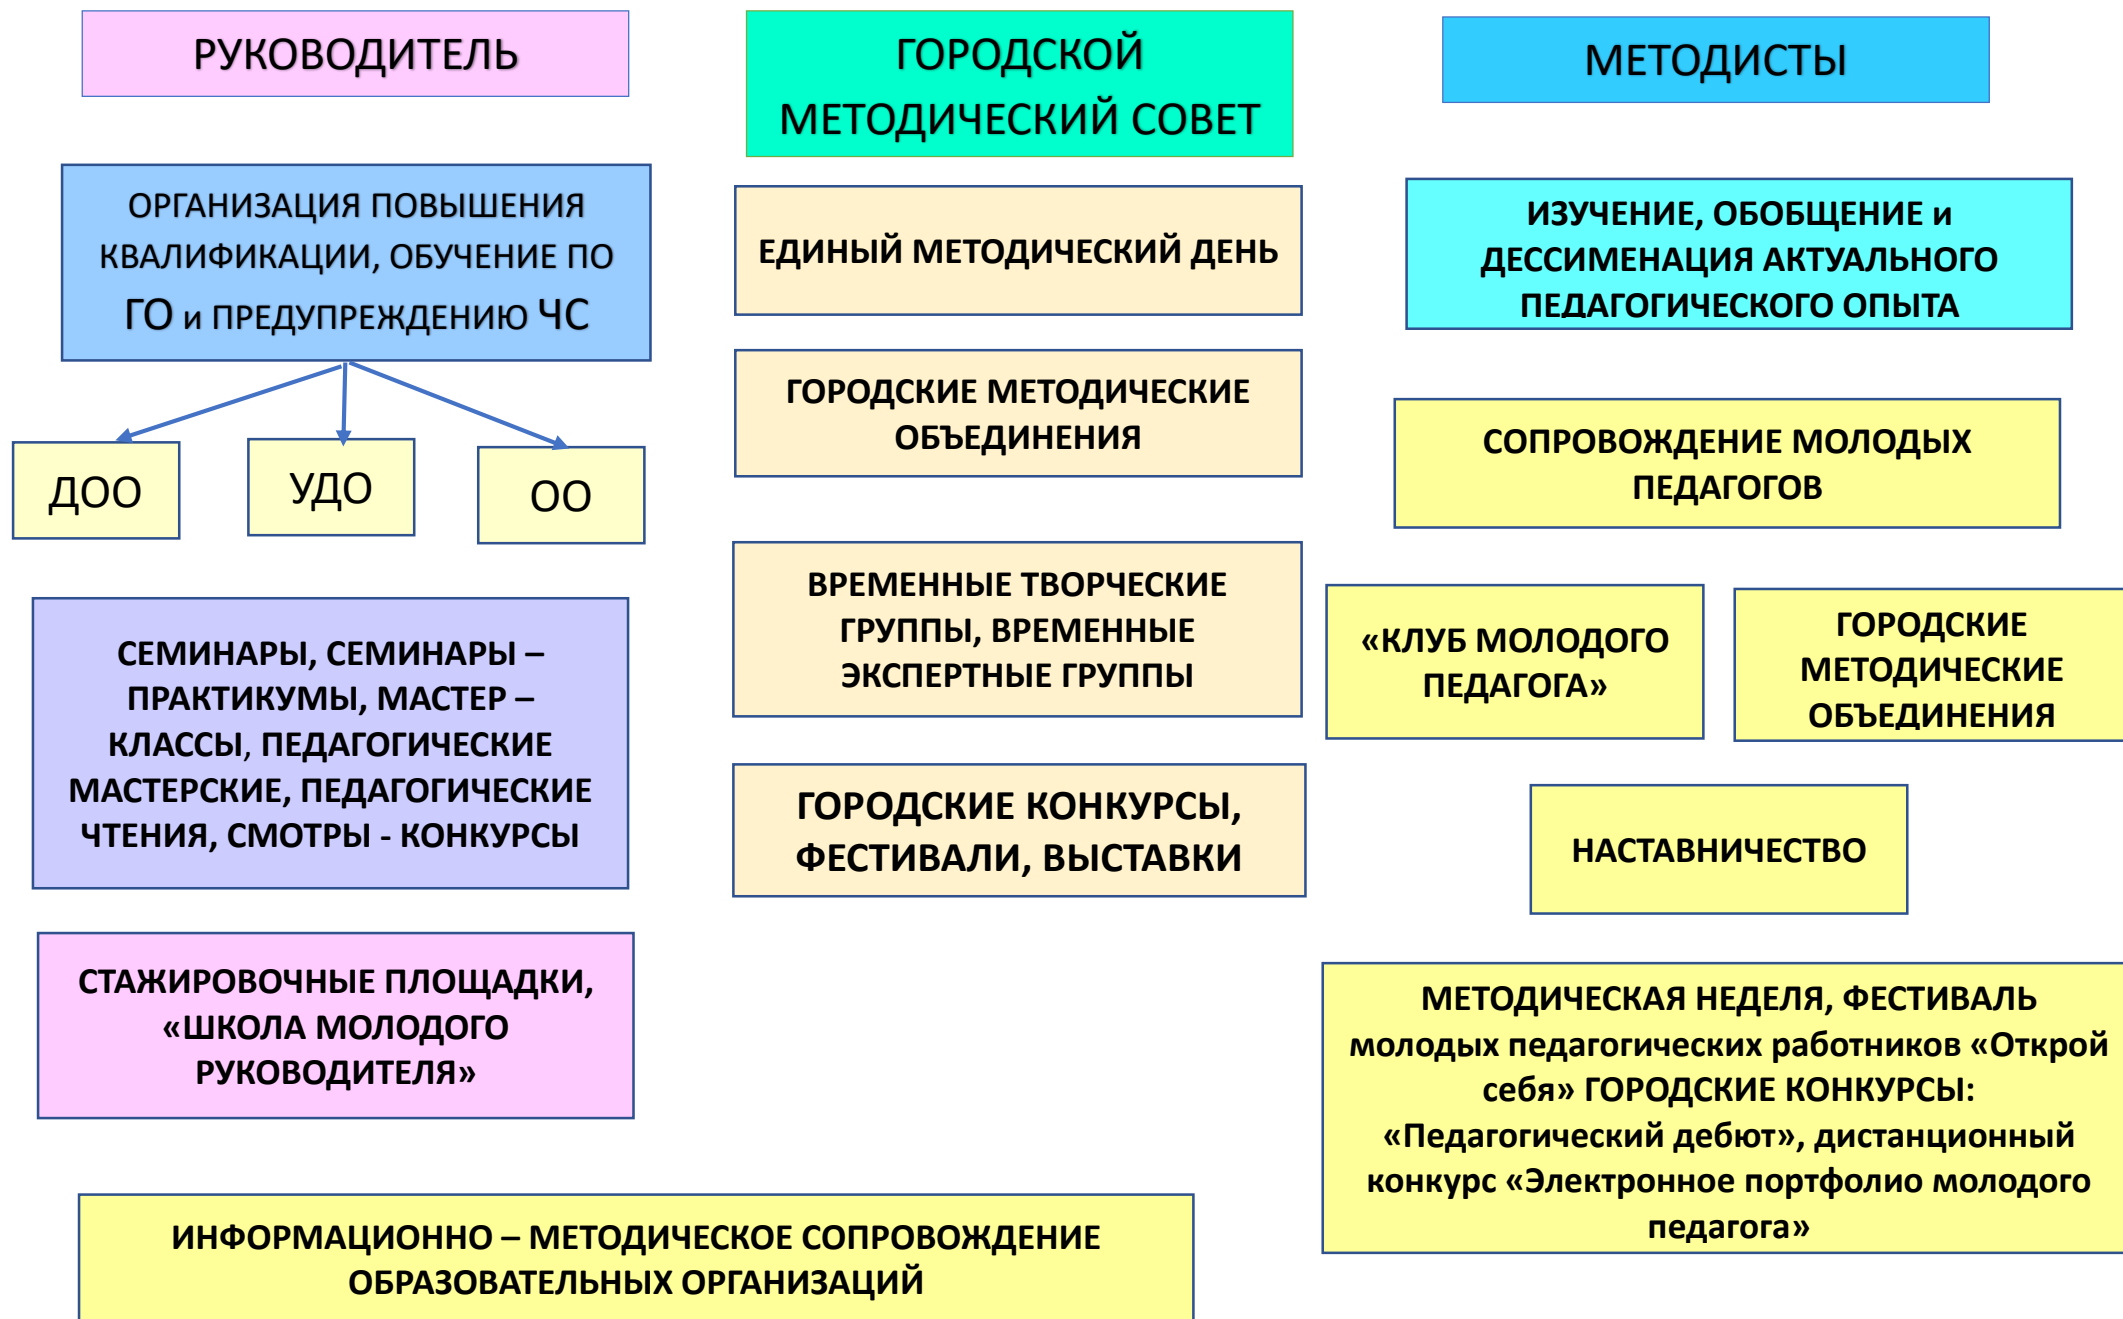 РУКОВОДИТЕЛЬ
ОРГАНИЗАЦИЯ ПОВЫШЕНИЯ
КВАЛИФИКАЦИИ, ОБУЧЕНИЕ ПО
ГО и ПРЕДУПРЕЖДЕНИЮ ЧС
ДОО
УДО
ОО
СЕМИНАРЫ, СЕМИНАРЫ –
ПРАКТИКУМЫ, МАСТЕР –
КЛАССЫ, ПЕДАГОГИЧЕСКИЕ
МАСТЕРСКИЕ, ПЕДАГОГИЧЕСКИЕ
ЧТЕНИЯ, СМОТРЫ - КОНКУРСЫ
СТАЖИРОВОЧНЫЕ ПЛОЩАДКИ,
«ШКОЛА МОЛОДОГО
РУКОВОДИТЕЛЯ»
ГОРОДСКОЙ
МЕТОДИЧЕСКИЙ СОВЕТ
ЕДИНЫЙ МЕТОДИЧЕСКИЙ ДЕНЬ
ГОРОДСКИЕ МЕТОДИЧЕСКИЕ
ОБЪЕДИНЕНИЯ
ВРЕМЕННЫЕ ТВОРЧЕСКИЕ
ГРУППЫ, ВРЕМЕННЫЕ
ЭКСПЕРТНЫЕ ГРУППЫ
ГОРОДСКИЕ КОНКУРСЫ,
ФЕСТИВАЛИ, ВЫСТАВКИ
МЕТОДИСТЫ
ИЗУЧЕНИЕ, ОБОБЩЕНИЕ и
ДЕССИМЕНАЦИЯ АКТУАЛЬНОГО
ПЕДАГОГИЧЕСКОГО ОПЫТА
СОПРОВОЖДЕНИЕ МОЛОДЫХ
ПЕДАГОГОВ
«КЛУБ МОЛОДОГО
ПЕДАГОГА»
ГОРОДСКИЕ
МЕТОДИЧЕСКИЕ
ОБЪЕДИНЕНИЯ
НАСТАВНИЧЕСТВО
МЕТОДИЧЕСКАЯ НЕДЕЛЯ, ФЕСТИВАЛЬ
молодых педагогических работников «Открой
себя» ГОРОДСКИЕ КОНКУРСЫ:
«Педагогический дебют», дистанционный
конкурс «Электронное портфолио молодого
педагога»
ИНФОРМАЦИОННО – МЕТОДИЧЕСКОЕ СОПРОВОЖДЕНИЕ
ОБРАЗОВАТЕЛЬНЫХ ОРГАНИЗАЦИЙ